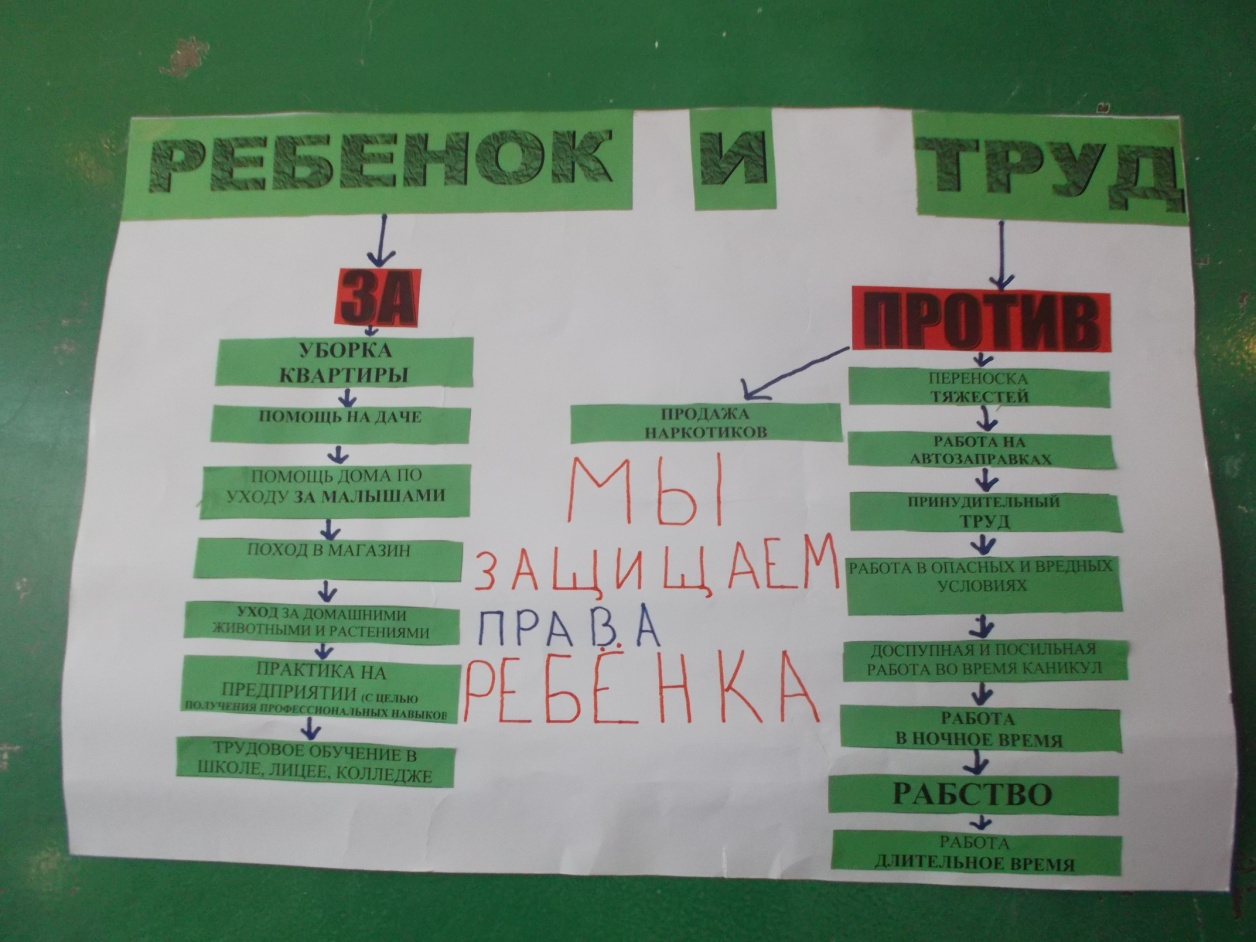 РЕБЕНОК И ТРУД
ЗА
УБОРКА
КВАРТИРЫ
ПОМОЩЬ НА ДАЧЕ
ПОМОЩЬ ДОМА ПО
УХОДУ ЗА МАЛЫШАМИ
ПОХОД В МАГАЗИН
УХОД ЗА ДОМАШНИМИ
ЖИВОТНЫМИ И РАСТЕНИЯМИ
ПРАКТИКА НА
ПРЕДПРИЯТИИ (С ЦЕЛЬЮ
ПОЛУЧЕНИЯ ПРОФЕССИОНАЛЬНЫХ НАВЫКОВ
ТРУДОВОЕ ОБУЧЕНИЕ В
ШКОЛЕ, ЛИЦЕЕ, КОЛЛЕДЖЕ
ПРОДАЖА
НАРКОТИКОВ
МЫ
ЗАЩИЩАЕМ
ПРАВА
РЕБЁНКА
ПРОТИВ
ПЕРЕНОСКА
ТЯЖЕСТЕЙ
РАБОТА НА
АВТОЗАПРАВКАХ
ПРИНУДИТЕЛЬНЫЙ
ТРУД
РАБОТА В ОПАСНЫХ И ВРЕДНЫХ
УСЛОВИЯХ
ДОСТУПНАЯ И ПОСИЛЬНАЯ
РАБОТА ВО ВРЕМЯ КАНИКУЛ
РАБОТА
В НОЧНОЕ ВРЕМЯ
РАБСТВО
РАБОТА
ДЛИТЕЛЬНОЕ ВРЕМЯ